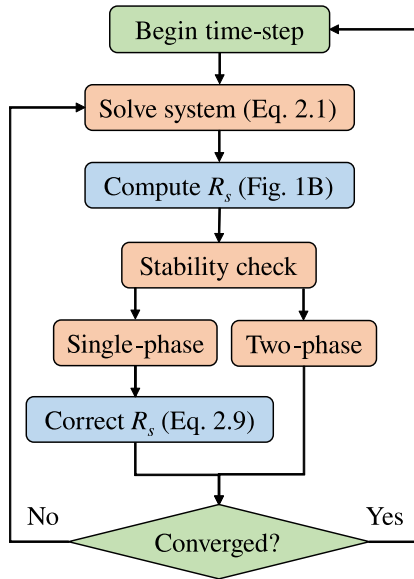 Begin time-step
Solve system (Eq. 2.1)
Compute R_s (Fig. 1B)
Stability check
Single-phase
Two-phase
Correct R_s (Eq. 2.9)
No
Yes
Converged?